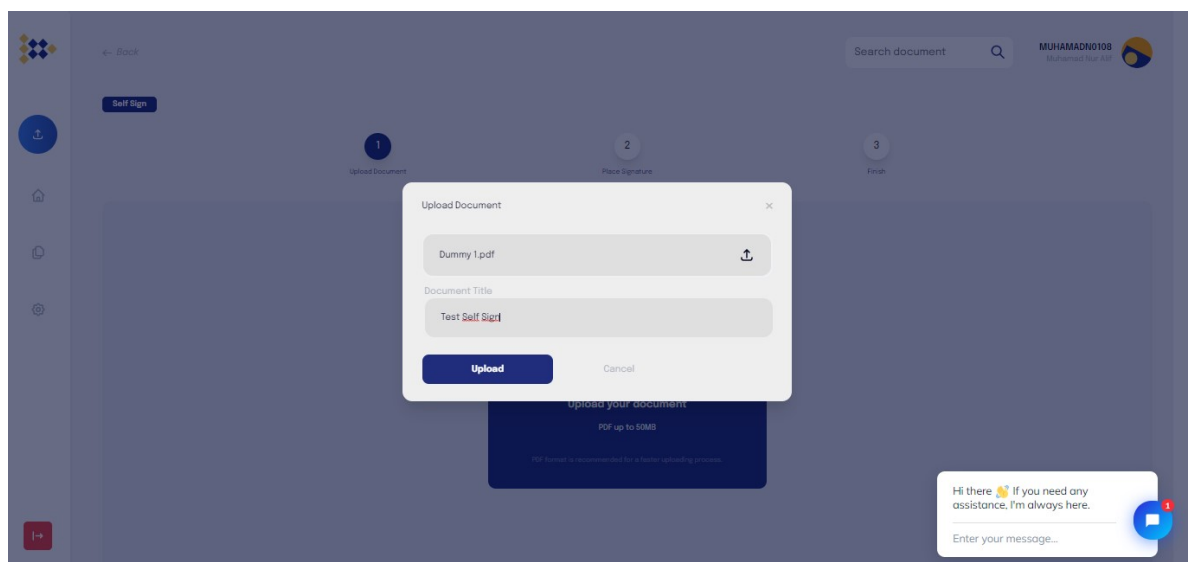 ← Back
Search document
MUHAMADN0108
Muhamad Nur Alif
Self Sign
1
2
3
Upload Document
Place Signature
Finish
Upload Document
×
Dummy 1.pdf
Document Title
Test Self Sign
Upload
Cancel
Upload your document
PDF up to 50MB
PDF format is recommended for a faster uploading process.
Hi there 👋 If you need any
assistance, I'm always here.
1
Enter your message...